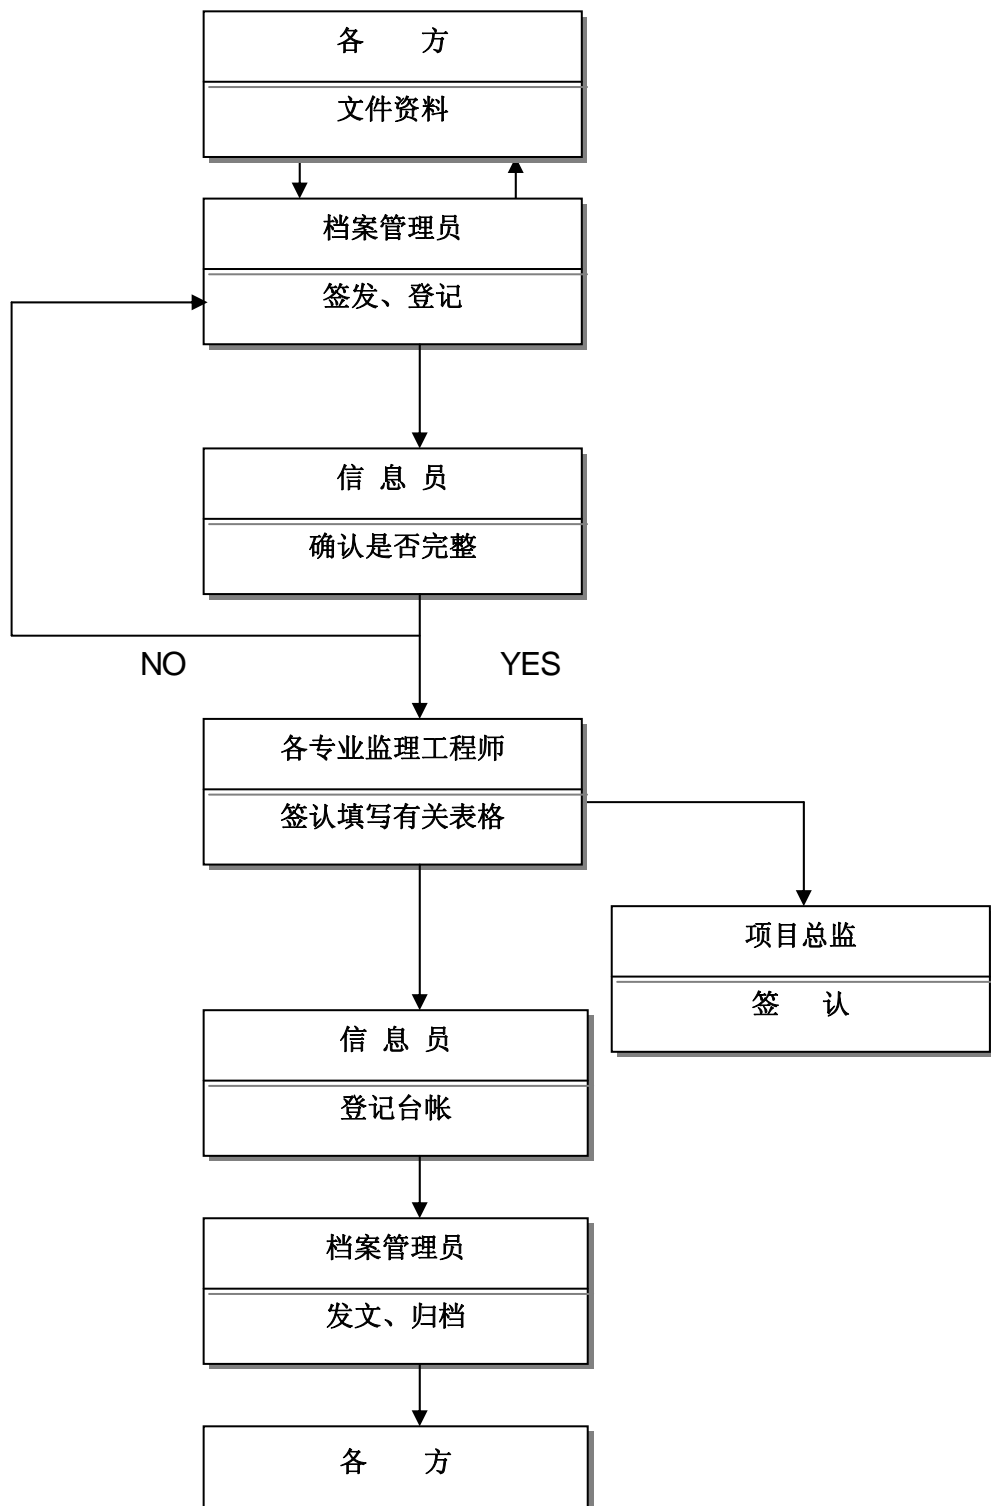 各 方
文件资料
档案管理员
签发、登记
信 息 员
确认是否完整
NO YES
各专业监理工程师
签认填写有关表格
项目总监
签 认
信 息 员
登记台帐
档案管理员
发文、归档
各 方